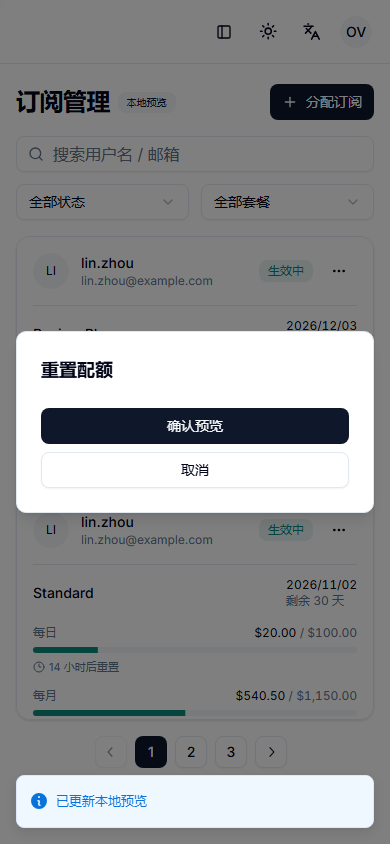 OV
订阅管理
本地预览
分配订阅
搜索用户名 / 邮箱
全部状态
全部套餐
LI
lin.zhou
生效中
lin.zhou@example.com
2026/12/03
重置配额
确认预览
取消
LI
lin.zhou
生效中
lin.zhou@example.com
Standard
2026/11/02
剩余 30 天
每日
$20.00 / $100.00
14 小时后重置
每月
$540.50 / $1,150.00
1
2
3
已更新本地预览